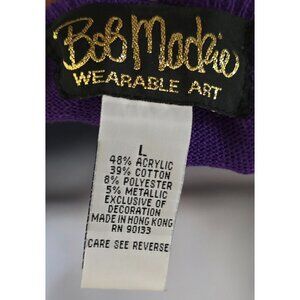 Bob Mackie
WEARABLE ART
L
48% ACRYLIC
39% COTTON
8% POLYESTER
5% METALLIC
EXCLUSIVE OF
DECORATION
MADE IN HONG KONG
RN 90133
CARE SEE REVERSE